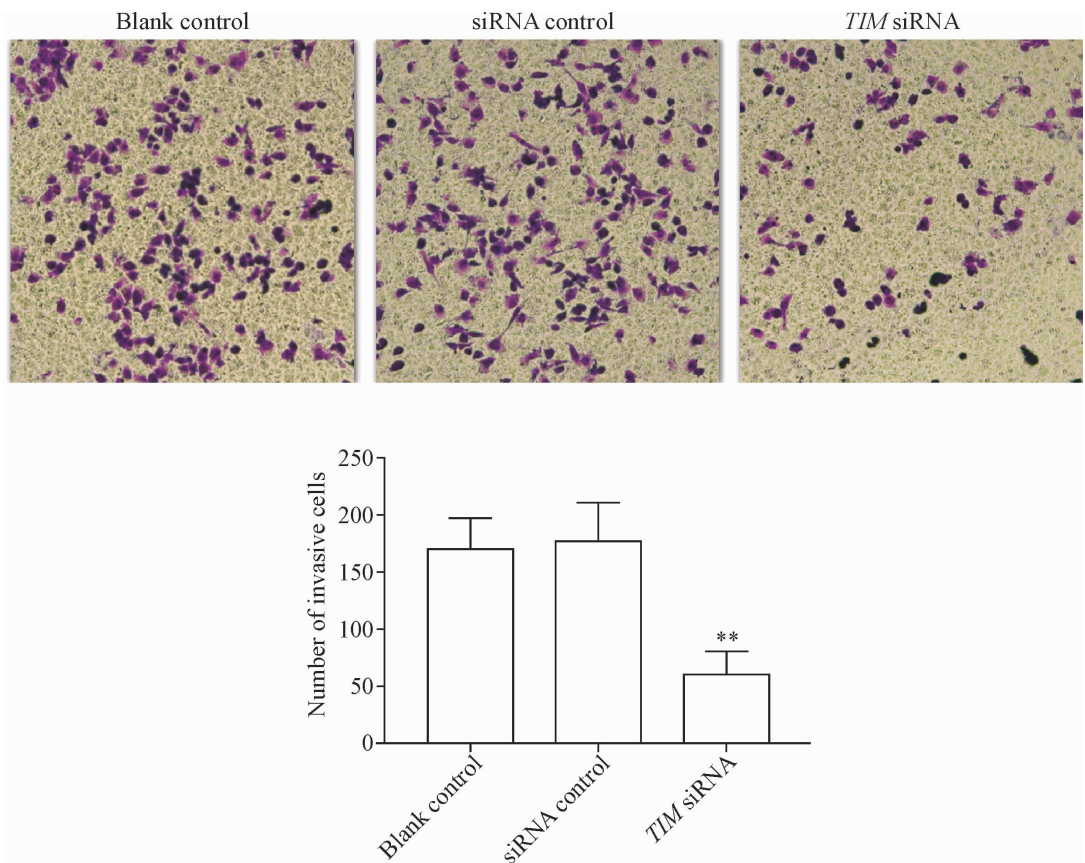 Blank control
siRNA control
TIM siRNA
Number of invasive cells
250
200
150
100
50
0
**
Blank control
siRNA control
TIM siRNA